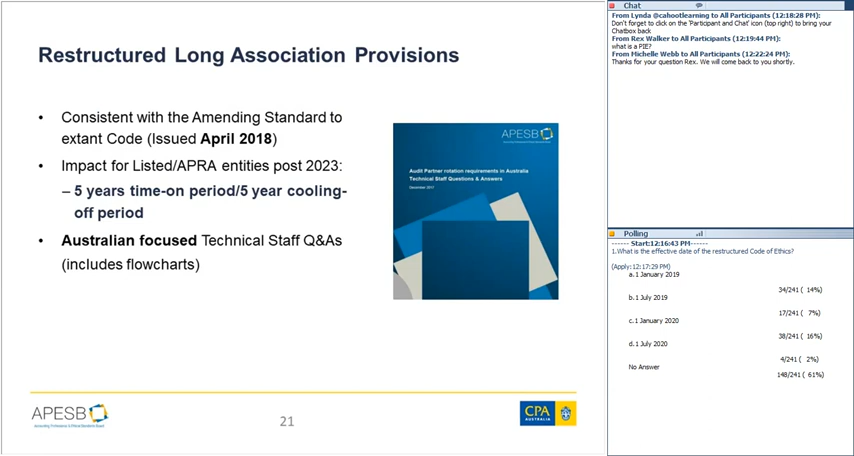 Restructured Long Association Provisions
• Consistent with the Amending Standard to
extant Code (Issued April 2018)
• Impact for Listed/APRA entities post 2023:
– 5 years time-on period/5 year cooling-
off period
• Australian focused Technical Staff Q&As
(includes flowcharts)
APESB
Audit Partner rotation requirements in Australia
Technical Staff Questions & Answers
December 2017
APESB
Accounting Professional & Ethical Standards Board
21
CPA
AUSTRALIA
Chat
From Lynda @cahootlearning to All Participants (12:18:28 PM):
Don't forget to click on the 'Participant and Chat' icon (top right) to bring your
Chatbox back
From Rex Walker to All Participants (12:19:44 PM):
what is a PIE?
From Michelle Webb to All Participants (12:22:24 PM):
Thanks for your question Rex. We will come back to you shortly.
Polling
------ Start:12:16:43 PM------
1.What is the effective date of the restructured Code of Ethics?
(Apply:12:17:29 PM)
a.1 January 2019
34/241 ( 14%)
b.1 July 2019
17/241 ( 7%)
c.1 January 2020
38/241 ( 16%)
d.1 July 2020
4/241 ( 2%)
No Answer
148/241 ( 61%)